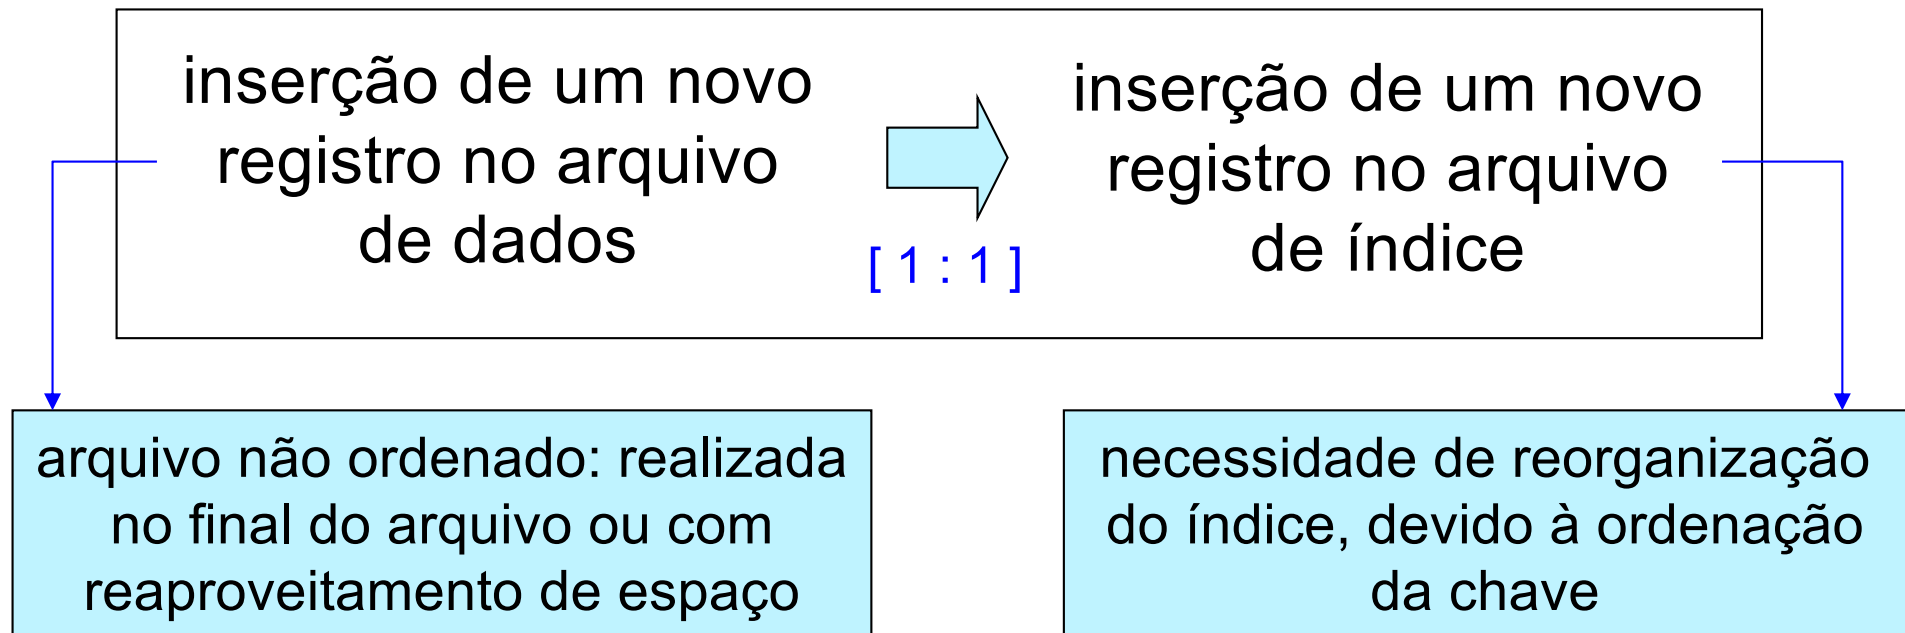 inserção de um novo
registro no arquivo
de dados
[ 1 : 1 ]
inserção de um novo
registro no arquivo
de índice
arquivo não ordenado: realizada
no final do arquivo ou com
reaproveitamento de espaço
necessidade de reorganização
do índice, devido à ordenação
da chave